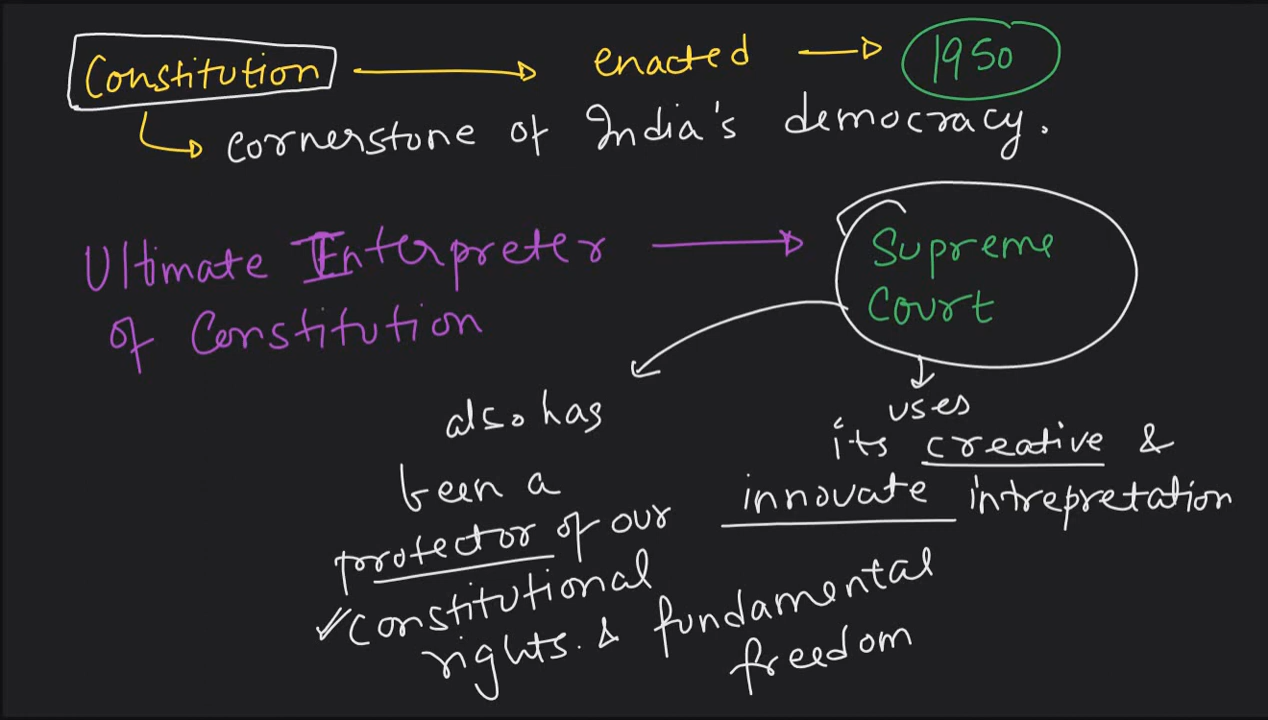 Constitution → enacted → 1950
↳ cornerstone of India's democracy.
Ultimate Interpreter → Supreme
of Constitution Court
also has
been a
protector of our
✓ constitutional
rights. & fundamental
freedom
uses
its creative &
innovate intrepretation